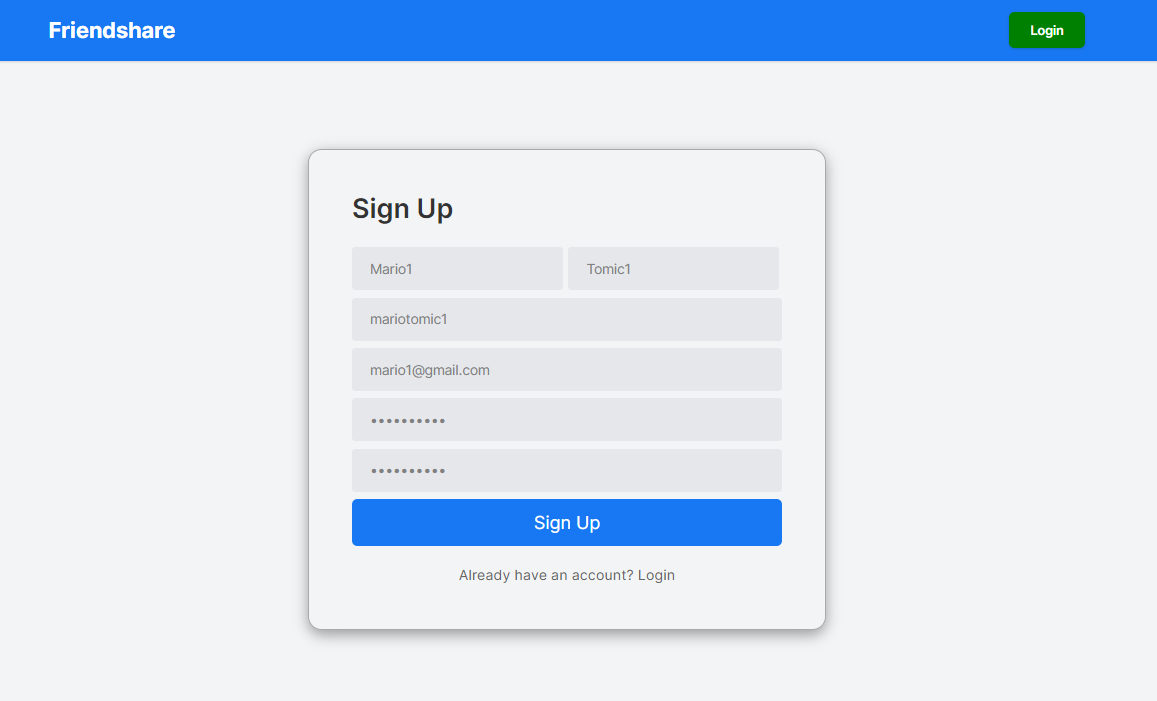 Friendshare Login
Sign Up
Mario1 Tomic1
mariotomic1
mario1@gmail.com
••••••••••
••••••••••
Sign Up
Already have an account? Login